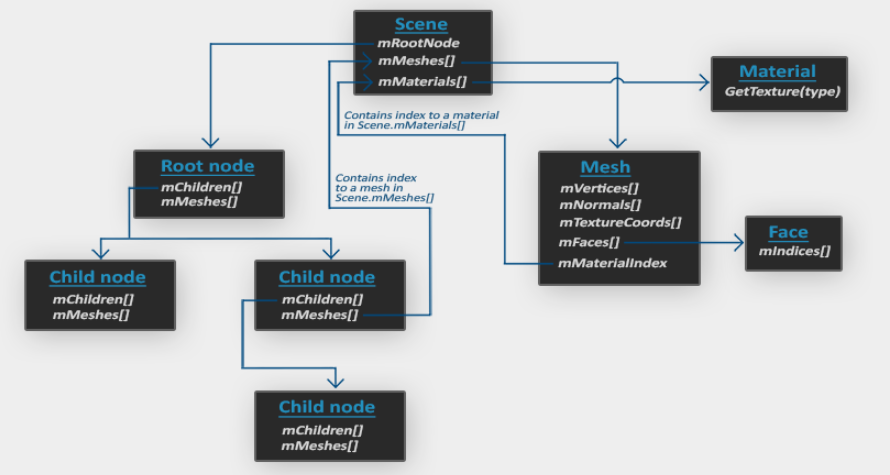 Scene
mRootNode
mMeshes[]
mMaterials[]
Material
GetTexture(type)
Contains index to a material
in Scene.mMaterials[]
Root node
mChildren[]
mMeshes[]
Contains index
to a mesh in
Scene.mMeshes[]
Mesh
mVertices[]
mNormals[]
mTextureCoords[]
mFaces[]
mMaterialIndex
Face
mIndices[]
Child node
mChildren[]
mMeshes[]
Child node
mChildren[]
mMeshes[]
Child node
mChildren[]
mMeshes[]